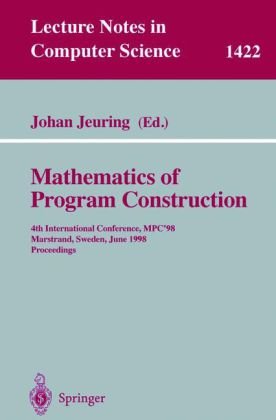 Lecture Notes in
Computer Science 1422
Johan Jeuring (Ed.)
Mathematics of
Program Construction
4th International Conference, MPC'98
Marstrand, Sweden, June 1998
Proceedings
Springer